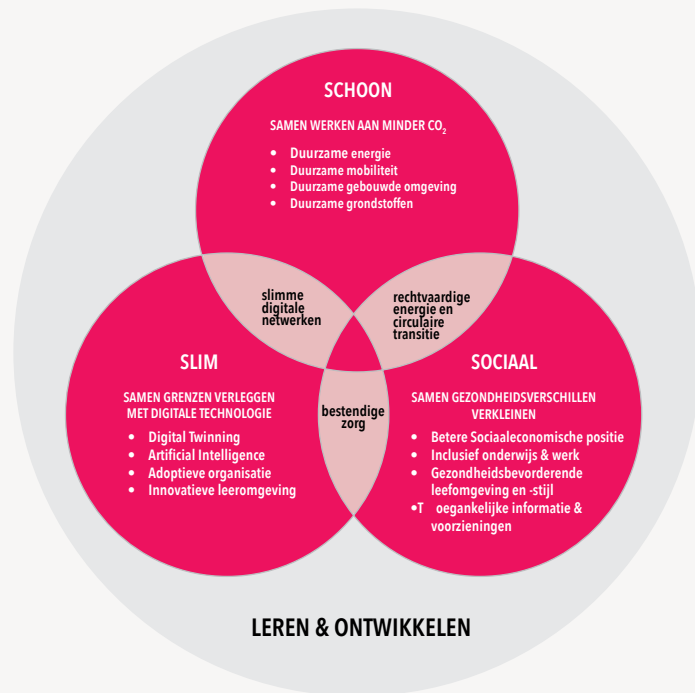 SCHOON
SAMEN WERKEN AAN MINDER CO₂
• Duurzame energie
• Duurzame mobiliteit
• Duurzame gebouwde omgeving
• Duurzame grondstoffen
slimme
digitale
netwerken
rechtvaardige
energie en
circulaire
transitie
SLIM
SAMEN GRENZEN VERLEGGEN
MET DIGITALE TECHNOLOGIE
• Digital Twinning
• Artificial Intelligence
• Adoptieve organisatie
• Innovatieve leeromgeving
bestendige
zorg
SOCIAAL
SAMEN GEZONDHEIDSVERSCHILLEN
VERKLEINEN
• Betere Sociaaleconomische positie
• Inclusief onderwijs & werk
• Gezondheidsbevorderende
leefomgeving en -stijl
•T oegankelijke informatie &
voorzieningen
LEREN & ONTWIKKELEN